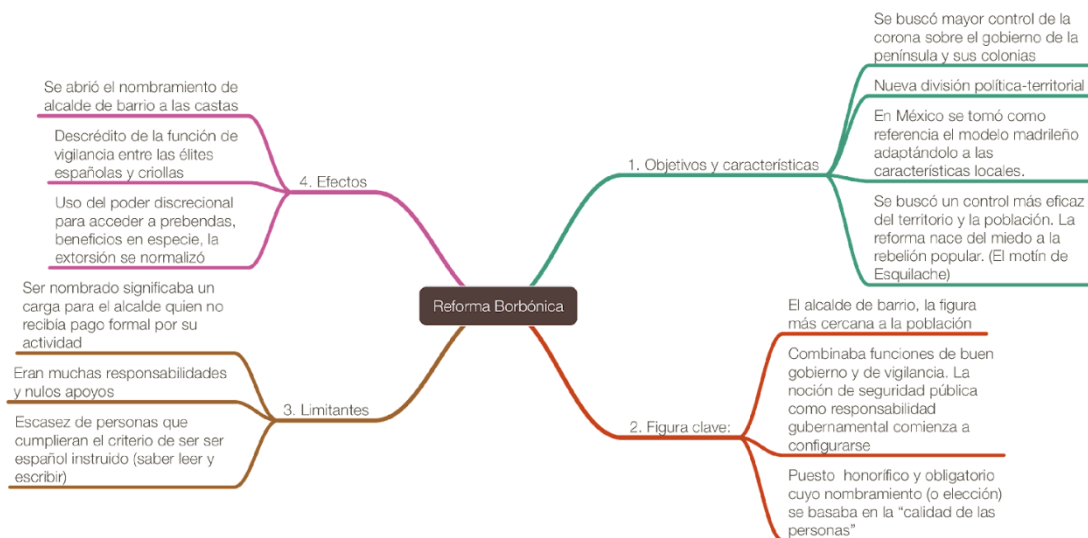 Reforma Borbónica
1. Objetivos y características
Se buscó mayor control de la
corona sobre el gobierno de la
península y sus colonias
Nueva división política-territorial
En México se tomó como
referencia el modelo madrileño
adaptándolo a las
características locales.
Se buscó un control más eficaz
del territorio y la población. La
reforma nace del miedo a la
rebelión popular. (El motín de
Esquilache)
2. Figura clave:
El alcalde de barrio, la figura
más cercana a la población
Combinaba funciones de buen
gobierno y de vigilancia. La
noción de seguridad pública
como responsabilidad
gubernamental comienza a
configurarse
Puesto honorífico y obligatorio
cuyo nombramiento (o elección)
se basaba en la “calidad de las
personas”
3. Limitantes
Ser nombrado significaba un
carga para el alcalde quien no
recibía pago formal por su
actividad
Eran muchas responsabilidades
y nulos apoyos
Escasez de personas que
cumplieran el criterio de ser ser
español instruido (saber leer y
escribir)
4. Efectos
Se abrió el nombramiento de
alcalde de barrio a las castas
Descrédito de la función de
vigilancia entre las élites
españolas y criollas
Uso del poder discrecional
para acceder a prebendas,
beneficios en especie, la
extorsión se normalizó